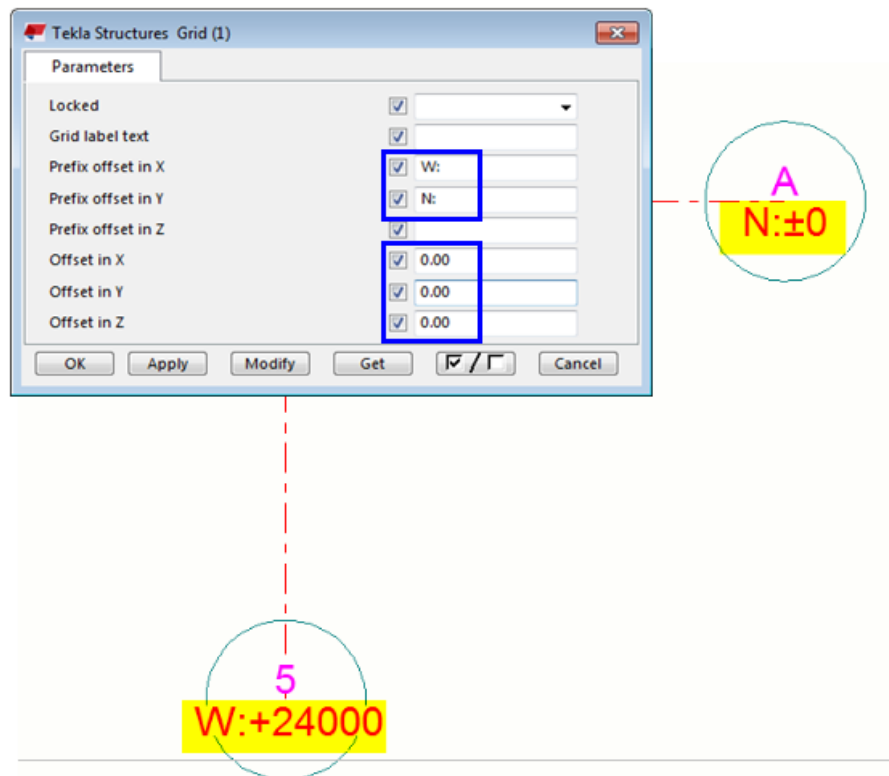 Tekla Structures Grid (1)
Parameters
Locked
Grid label text
Prefix offset in X W:
Prefix offset in Y N:
Prefix offset in Z
Offset in X 0.00
Offset in Y 0.00
Offset in Z 0.00
OK Apply Modify Get / Cancel
A
N:±0
5
W:+24000